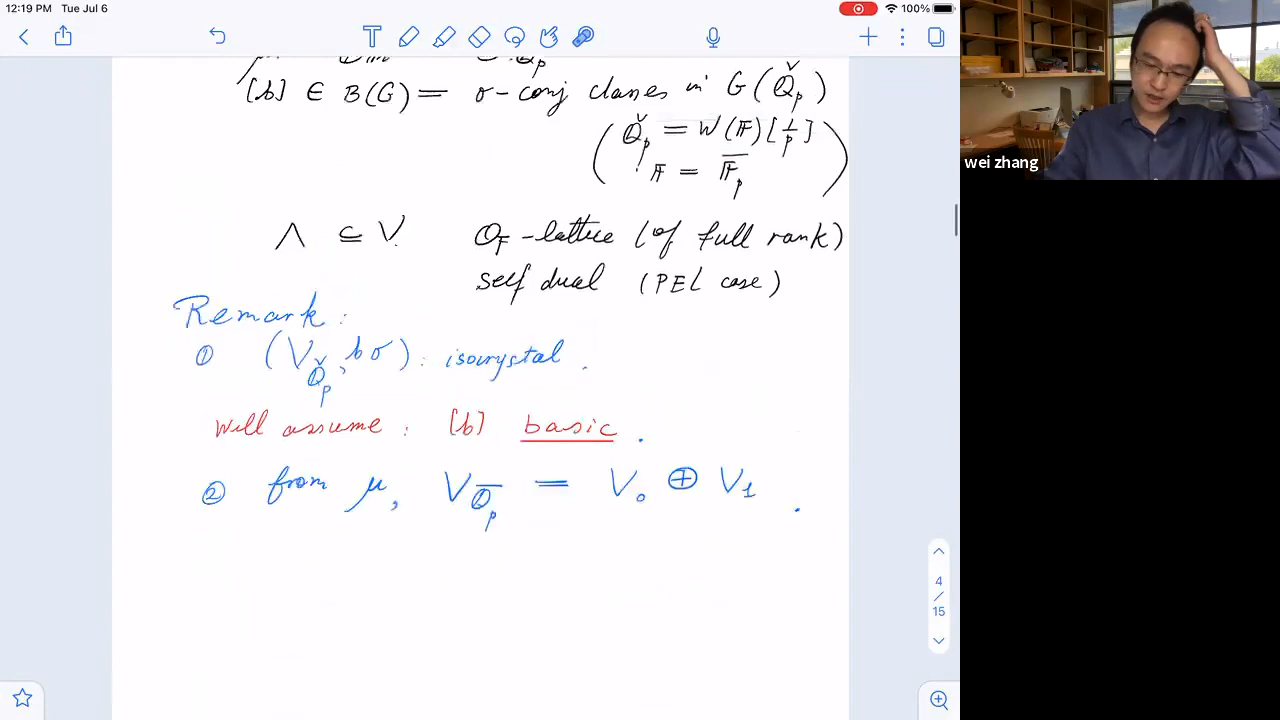 12:19 PM Tue Jul 6
100%
[b] ∈ B(G) = σ-conj classes in G(Q̆_p)
(Q̆_p = W(F)[1/p]
F = F̄_p)
Λ ⊆ V. O_F-lattice (of full rank)
self dual (PEL case)
Remark:
① (V_Q̆_p, bσ): isocrystal.
will assume: [b] basic.
② from μ, V_Q̄_p = V_0 ⊕ V_1.
4
/
15
wei zhang